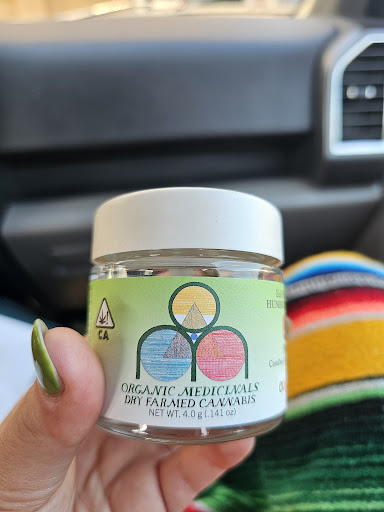 CA
ORGANIC MEDICINALS
DRY FARMED CANNABIS
NET WT. 4.0 g (.141 oz)